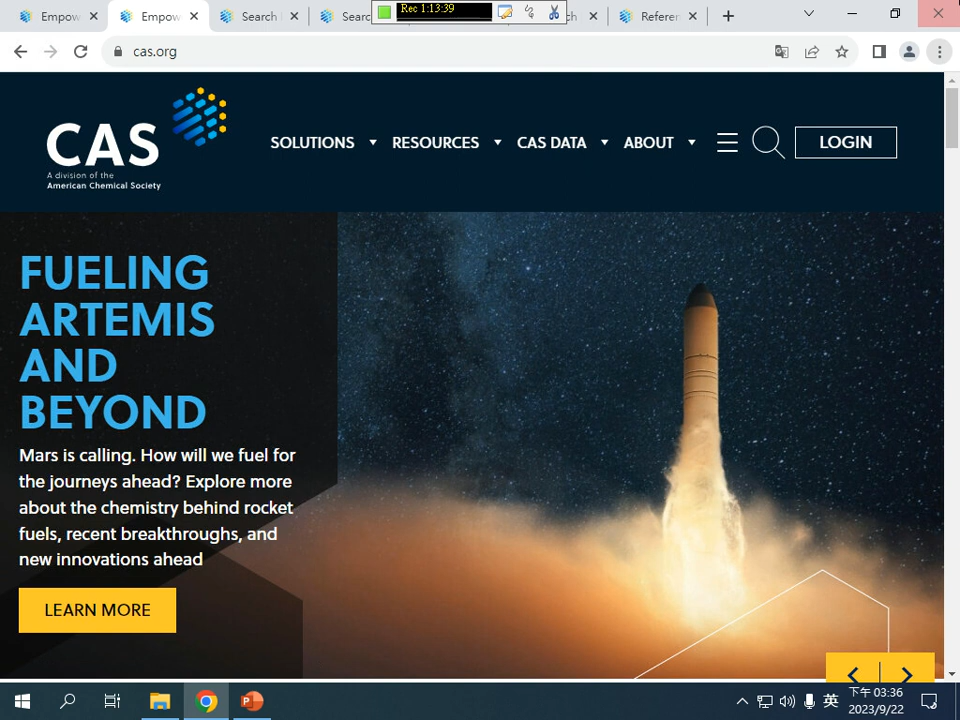 Empow
Empow
Search
Searc
Rec 1:13:39
ch
Referen
cas.org
CAS
A division of the
American Chemical Society
SOLUTIONS
RESOURCES
CAS DATA
ABOUT
LOGIN
FUELING
ARTEMIS
AND
BEYOND
Mars is calling. How will we fuel for
the journeys ahead? Explore more
about the chemistry behind rocket
fuels, recent breakthroughs, and
new innovations ahead
LEARN MORE
英
下午 03:36
2023/9/22